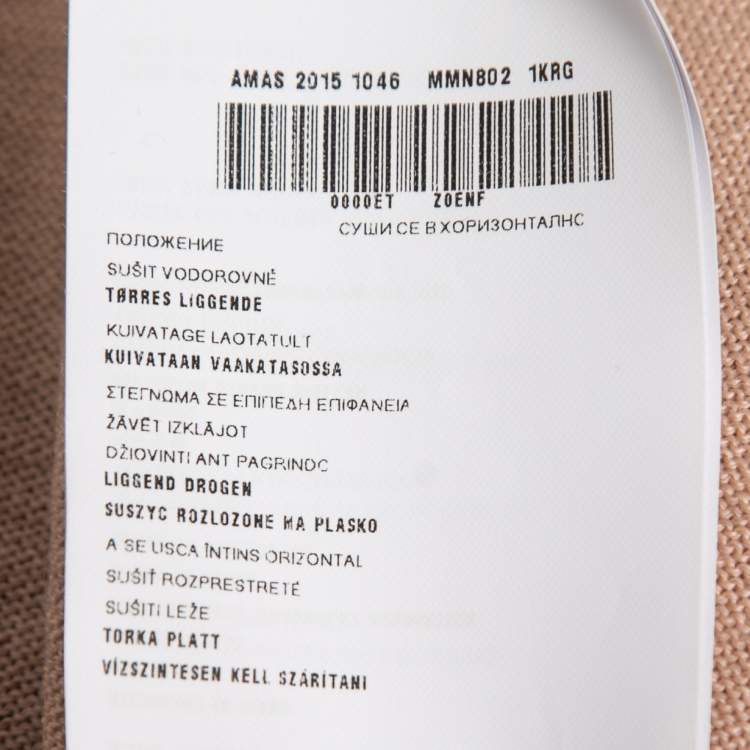 AMAS 2015 1046 MMN802 1KRG
0000ET Z0ENF
СУШИ СЕ В ХОРИЗОНТАЛНО
ПОЛОЖЕНИЕ
SUŠIT VODOROVNĚ
TØRRES LIGGENDE
KUIVATAGE LAOTATULT
KUIVATAAN VAAKATASOSSA
ΣΤΕΓΝΩΜΑ ΣΕ ΕΠΙΠΕΔΗ ΕΠΙΦΑΝΕΙΑ
ŽĀVĒT IZKLĀJOT
DŽIOVINTI ANT PAGRINDO
LIGGEND DROGEN
SUSZYC ROZLOZONE NA PLASKO
A SE USCA ÎNTINS ORIZONTAL
SUŠIŤ ROZPRESTRETÉ
SUŠITI LEŽE
TORKA PLATT
VÍZSZINTESEN KELL SZÁRÍTANI